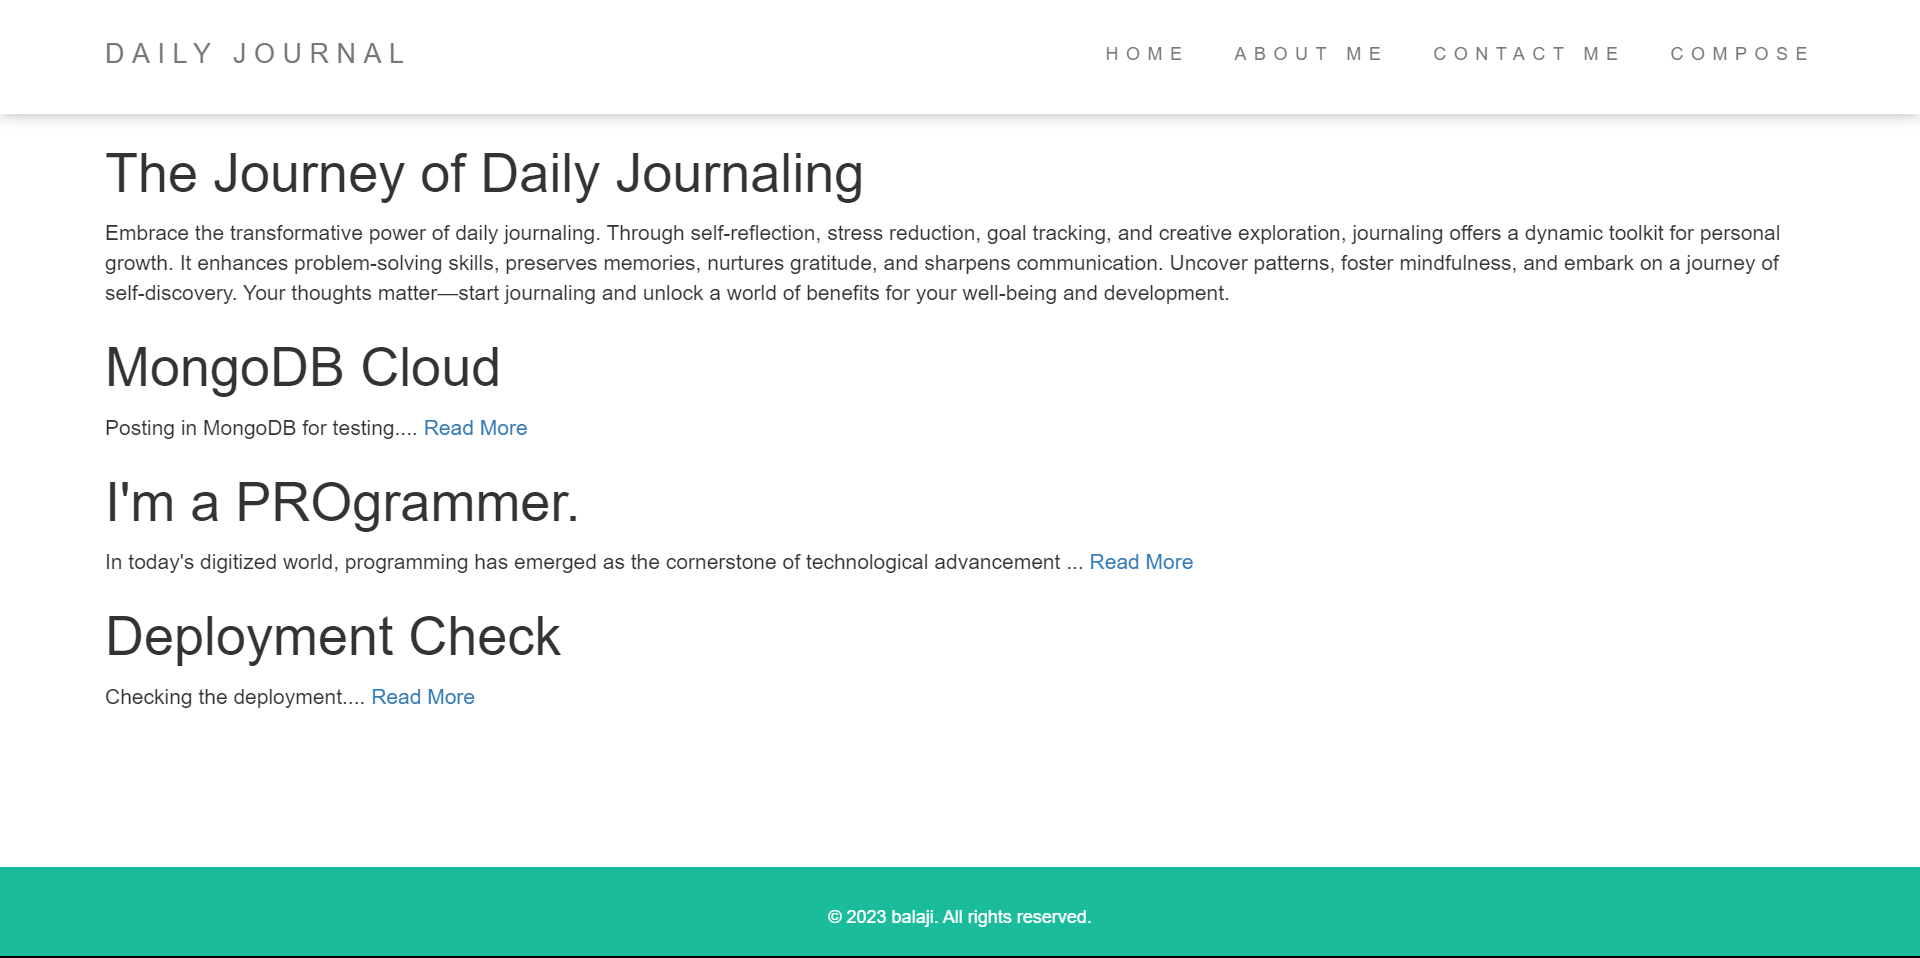 DAILY JOURNAL
HOME ABOUT ME CONTACT ME COMPOSE
The Journey of Daily Journaling
Embrace the transformative power of daily journaling. Through self-reflection, stress reduction, goal tracking, and creative exploration, journaling offers a dynamic toolkit for personal
growth. It enhances problem-solving skills, preserves memories, nurtures gratitude, and sharpens communication. Uncover patterns, foster mindfulness, and embark on a journey of
self-discovery. Your thoughts matter—start journaling and unlock a world of benefits for your well-being and development.
MongoDB Cloud
Posting in MongoDB for testing.... Read More
I'm a PROgrammer.
In today's digitized world, programming has emerged as the cornerstone of technological advancement ... Read More
Deployment Check
Checking the deployment.... Read More
© 2023 balaji. All rights reserved.